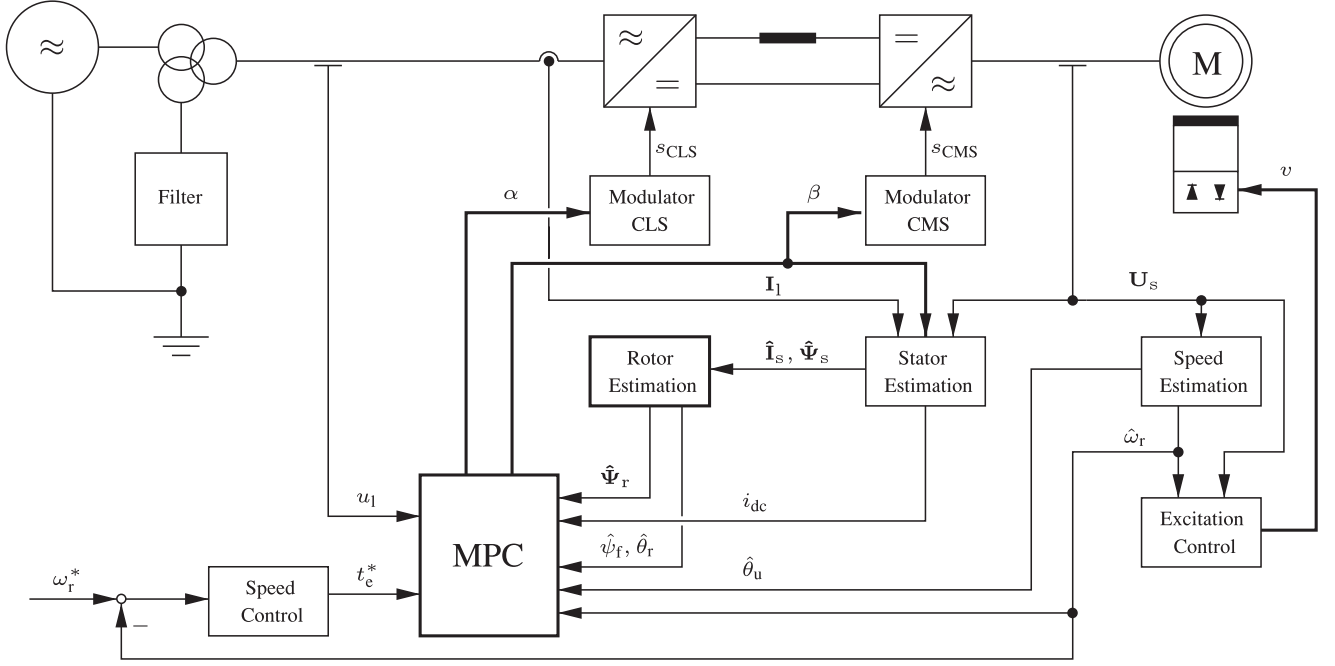 ≈
≈
=
=
≈
M
s_CLS
s_CMS
Filter
α
Modulator
CLS
β
Modulator
CMS
v
I_l
U_s
Rotor
Estimation
Î_s, Ψ̂_s
Stator
Estimation
Speed
Estimation
ω̂_r
Ψ̂_r
u_l
i_dc
Excitation
Control
MPC
ψ̂_f, θ̂_r
θ̂_u
ω_r*
Speed
Control
t_e*
−